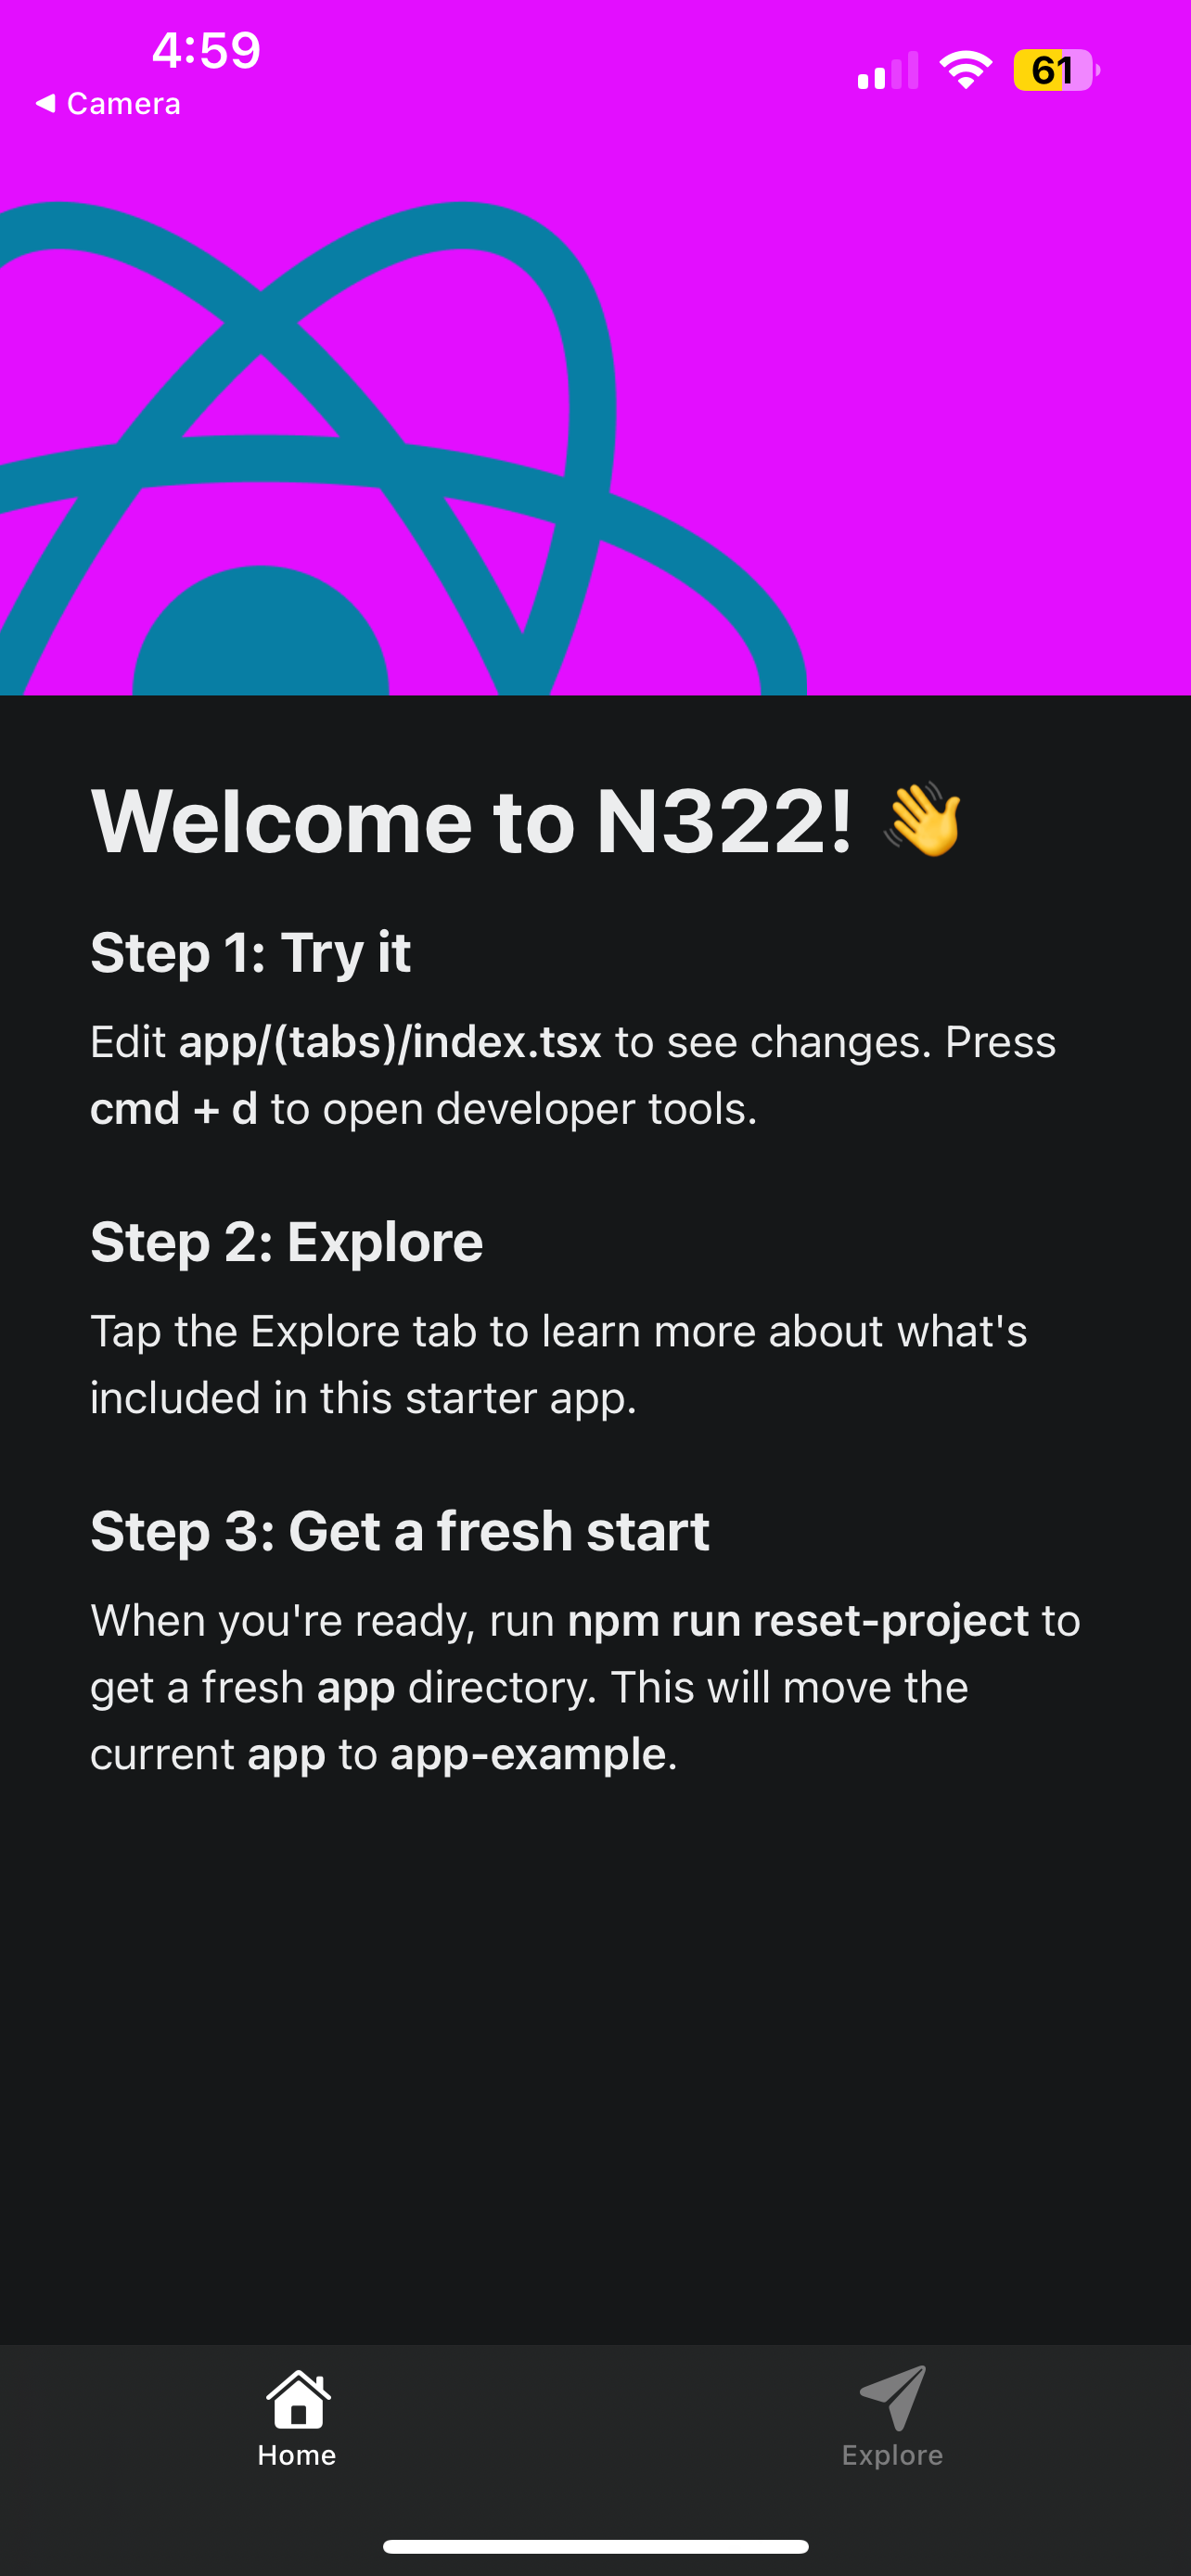 4:59
61
◀ Camera
Welcome to N322! 👋
Step 1: Try it
Edit app/(tabs)/index.tsx to see changes. Press
cmd + d to open developer tools.
Step 2: Explore
Tap the Explore tab to learn more about what's
included in this starter app.
Step 3: Get a fresh start
When you're ready, run npm run reset-project to
get a fresh app directory. This will move the
current app to app-example.
Home
Explore